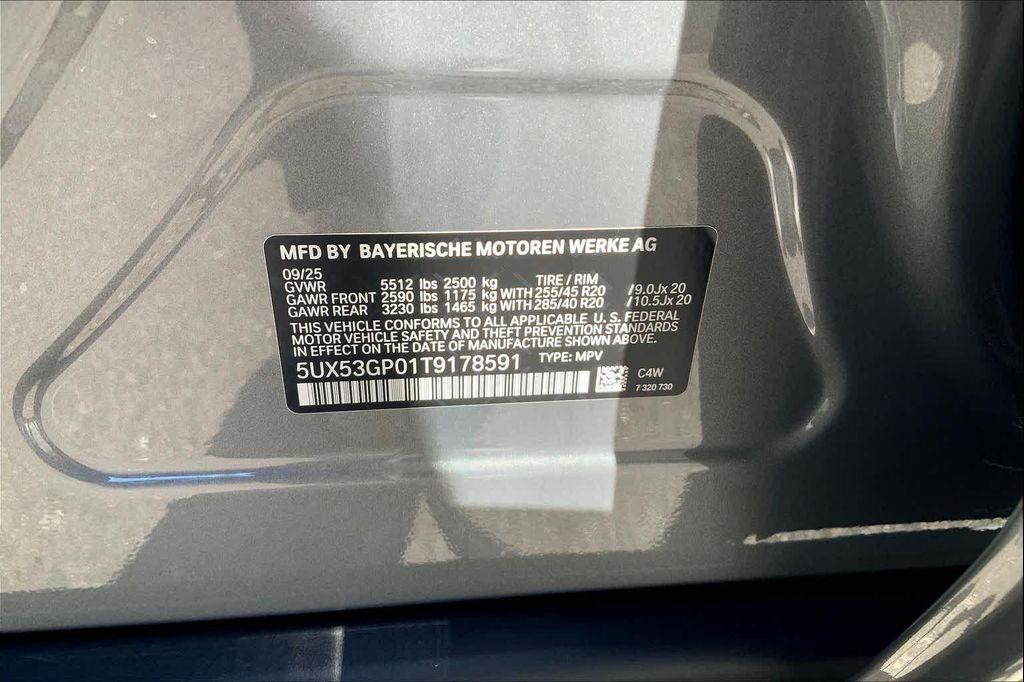 MFD BY BAYERISCHE MOTOREN WERKE AG
09/25
GVWR 5512 lbs 2500 kg TIRE / RIM
GAWR FRONT 2590 lbs 1175 kg WITH 255/45 R20 /9.0Jx 20
GAWR REAR 3230 lbs 1465 kg WITH 285/40 R20 /10.5Jx 20
THIS VEHICLE CONFORMS TO ALL APPLICABLE U. S. FEDERAL
MOTOR VEHICLE SAFETY AND THEFT PREVENTION STANDARDS
IN EFFECT ON THE DATE OF MANUFACTURE SHOWN ABOVE.
5UX53GP01T9178591 TYPE: MPV
C4W
7 320 730